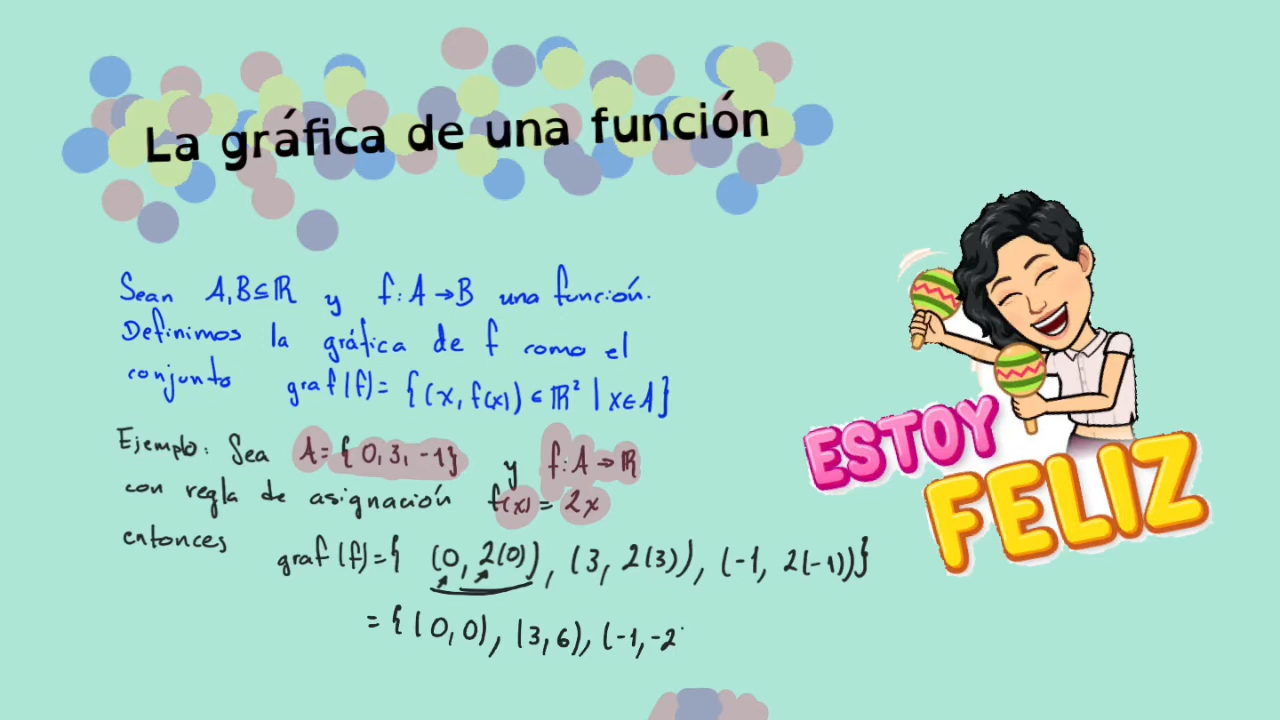 La gráfica de una función
Sean A, B ⊆ ℝ y f: A → B una función.
Definimos la gráfica de f como el
conjunto graf(f) = {(x, f(x)) ∈ ℝ² | x ∈ A}
Ejemplo: Sea A = {0, 3, -1} y f: A → ℝ
con regla de asignación f(x) = 2x
entonces graf(f) = { (0, 2(0)), (3, 2(3)), (-1, 2(-1))}
= {(0, 0), (3, 6), (-1, -2
ESTOY
FELIZ